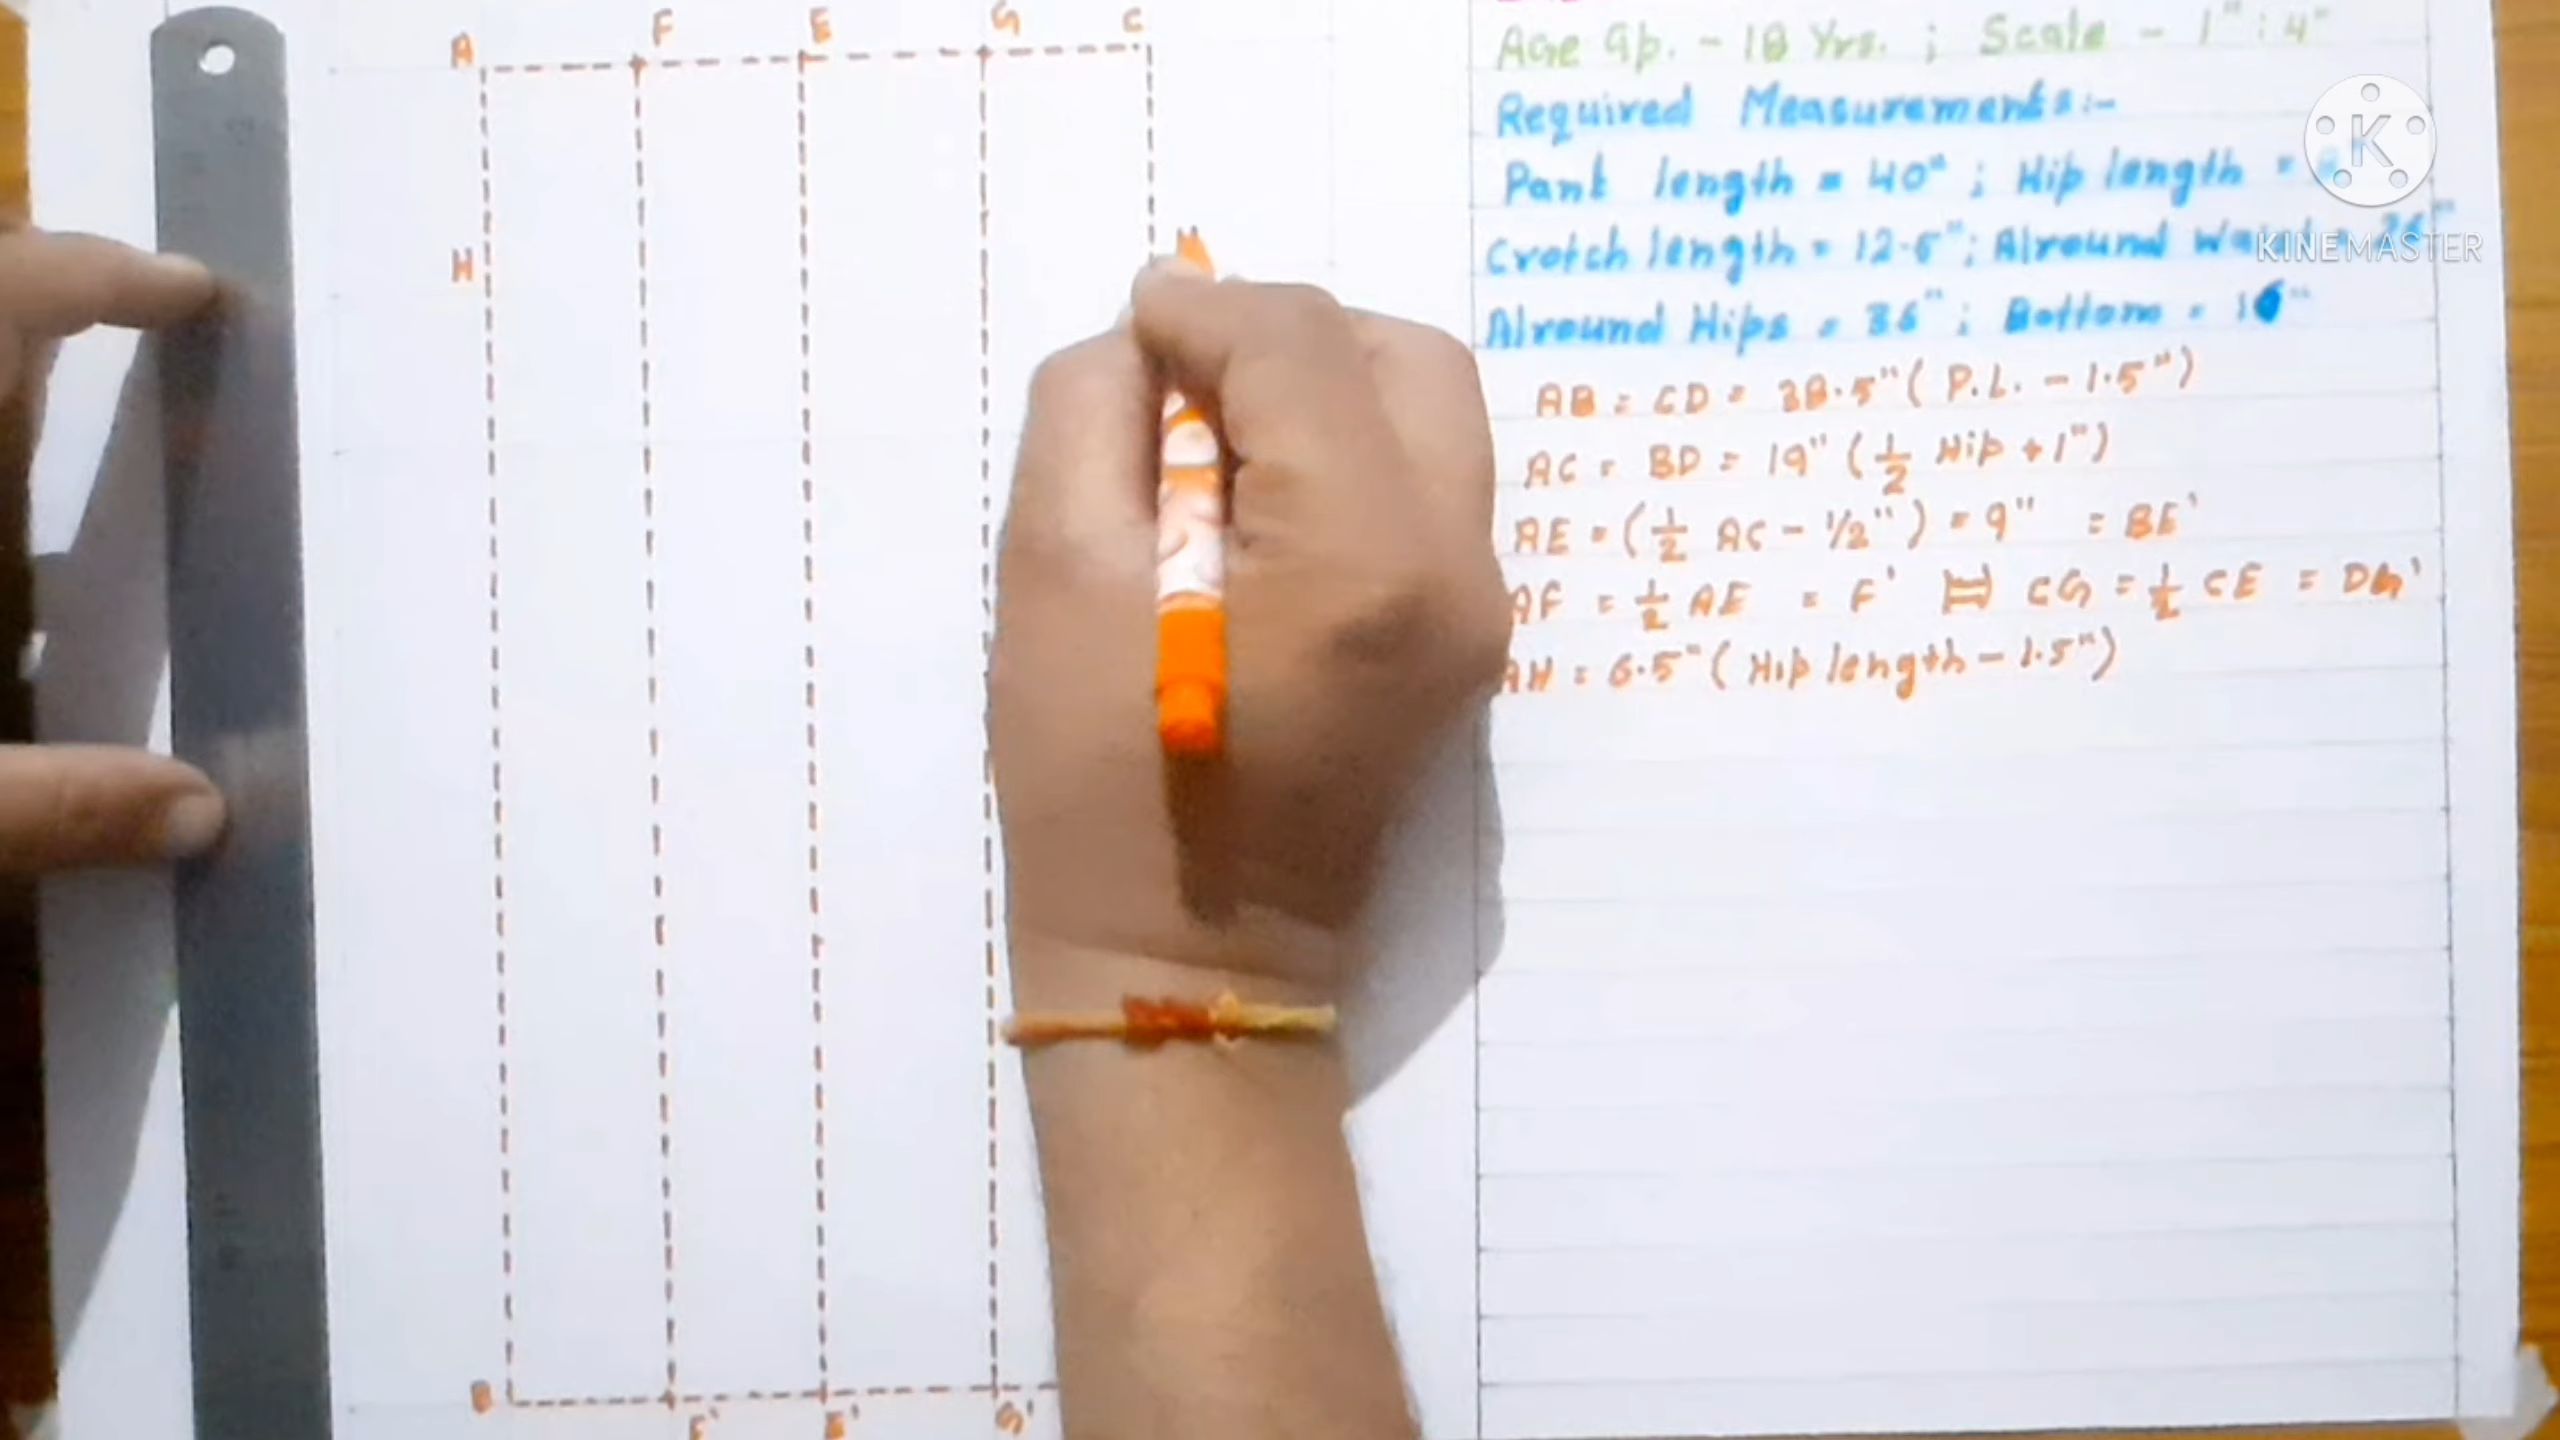 A
F
E
G
C
H
B
F'
E'
G'
Age Gp. - 18 Yrs. ; Scale - 1" : 4"
Required Measurements:-
Pant length = 40" ; Hip length =
Crotch length = 12.5" ; Alround
Alround Hips = 36" ; Bottom = 16"
AB = CD = 38.5" ( P.L. - 1.5" )
AC = BD = 19" ( 1/2 Hip + 1" )
AE = ( 1/2 AC - 1/2" ) = 9" = BE'
AF = 1/2 AE = F' CG = 1/2 CE = DG'
AH = 6.5" ( Hip length - 1.5" )
K
KINEMASTER